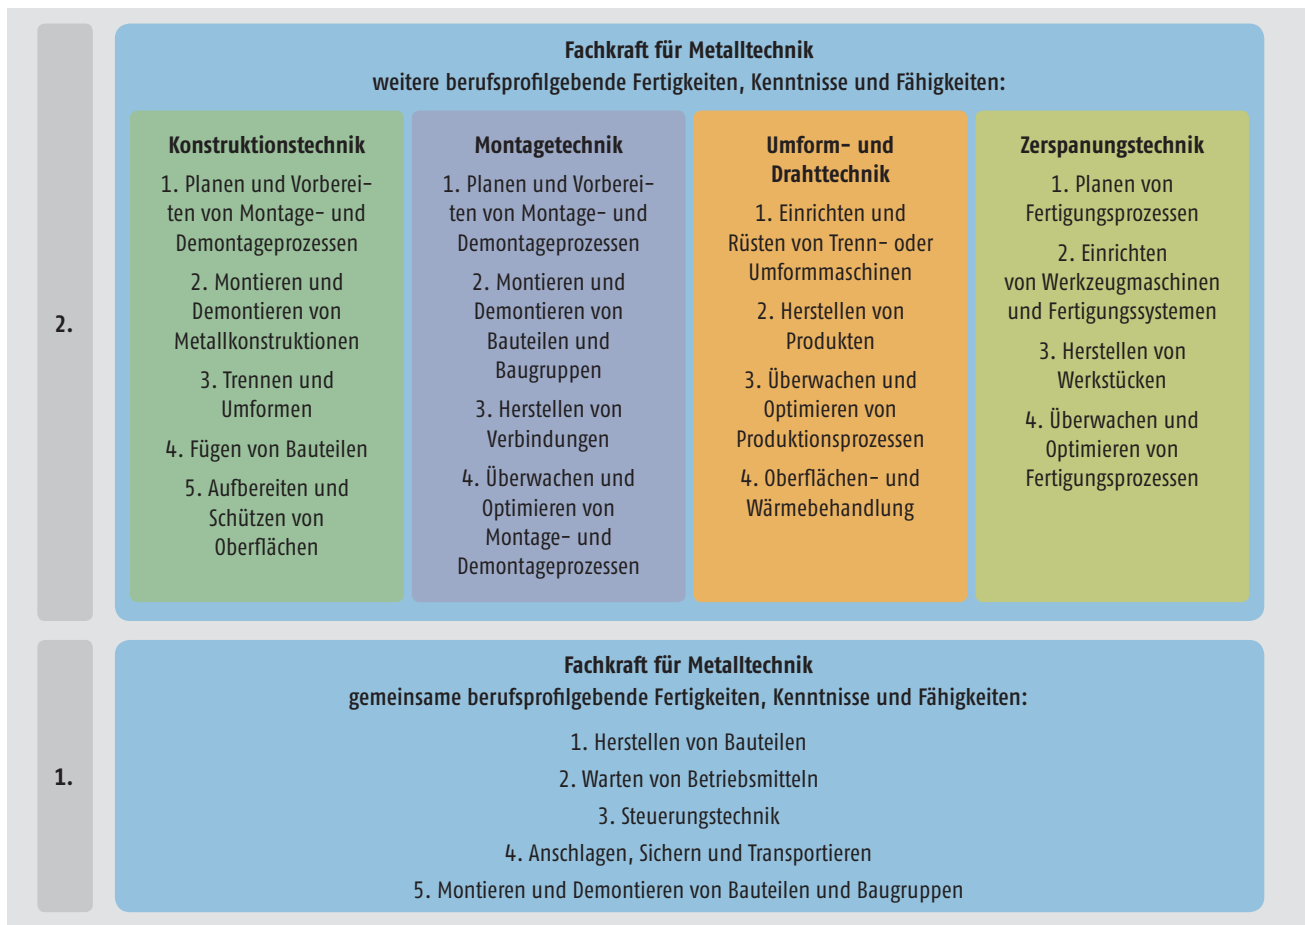 2.
Fachkraft für Metalltechnik
weitere berufsprofilgebende Fertigkeiten, Kenntnisse und Fähigkeiten:
Konstruktionstechnik
1. Planen und Vorberei-
ten von Montage- und
Demontageprozessen
2. Montieren und
Demontieren von
Metallkonstruktionen
3. Trennen und
Umformen
4. Fügen von Bauteilen
5. Aufbereiten und
Schützen von
Oberflächen
Montagetechnik
1. Planen und Vorberei-
ten von Montage- und
Demontageprozessen
2. Montieren und
Demontieren von
Bauteilen und
Baugruppen
3. Herstellen von
Verbindungen
4. Überwachen und
Optimieren von
Montage- und
Demontageprozessen
Umform- und
Drahttechnik
1. Einrichten und
Rüsten von Trenn- oder
Umformmaschinen
2. Herstellen von
Produkten
3. Überwachen und
Optimieren von
Produktionsprozessen
4. Oberflächen- und
Wärmebehandlung
Zerspanungstechnik
1. Planen von
Fertigungsprozessen
2. Einrichten
von Werkzeugmaschinen
und Fertigungssystemen
3. Herstellen von
Werkstücken
4. Überwachen und
Optimieren von
Fertigungsprozessen
1.
Fachkraft für Metalltechnik
gemeinsame berufsprofilgebende Fertigkeiten, Kenntnisse und Fähigkeiten:
1. Herstellen von Bauteilen
2. Warten von Betriebsmitteln
3. Steuerungstechnik
4. Anschlagen, Sichern und Transportieren
5. Montieren und Demontieren von Bauteilen und Baugruppen